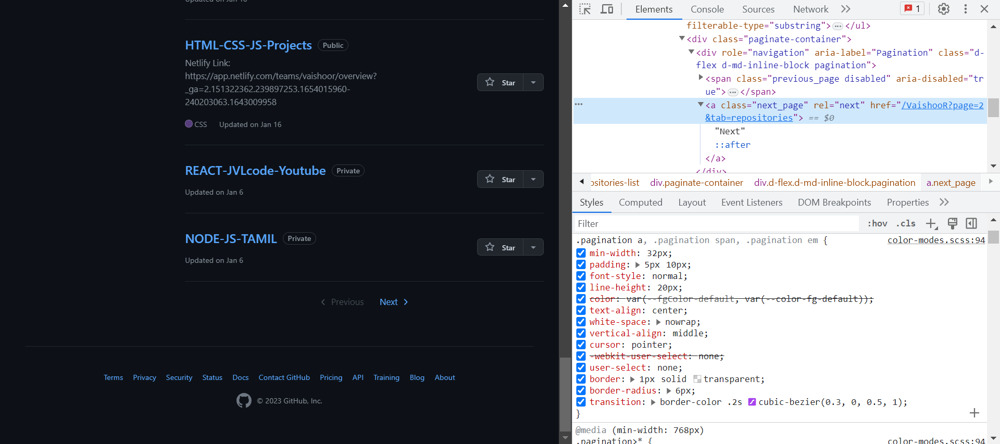 Updated on Jan 16
HTML-CSS-JS-Projects Public
Netlify Link:
https://app.netlify.com/teams/vaishoor/overview?
_ga=2.151322362.239897253.1654015960-
240203063.1643009958
Star
CSS Updated on Jan 16
REACT-JVLcode-Youtube Private
Star
Updated on Jan 6
NODE-JS-TAMIL Private
Star
Updated on Jan 6
Previous Next
Terms Privacy Security Status Docs Contact GitHub Pricing API Training Blog About
© 2023 GitHub, Inc.
Elements Console Sources Network 1
filterable-type="substring">…</ul>
<div class="paginate-container">
<div role="navigation" aria-label="Pagination" class="d-
flex d-md-inline-block pagination">
<span class="previous_page disabled" aria-disabled="tr
ue">…</span>
… <a class="next_page" rel="next" href="/VaishooR?page=2
&tab=repositories"> == $0
"Next"
::after
</a>
</div>
ositories-list div.paginate-container div.d-flex.d-md-inline-block.pagination a.next_page
Styles Computed Layout Event Listeners DOM Breakpoints Properties
Filter :hov .cls
.pagination a, .pagination span, .pagination em { color-modes.scss:94
min-width: 32px;
padding: 5px 10px;
font-style: normal;
line-height: 20px;
color: var(--fgColor-default, var(--color-fg-default));
text-align: center;
white-space: nowrap;
vertical-align: middle;
cursor: pointer;
-webkit-user-select: none;
user-select: none;
border: 1px solid transparent;
border-radius: 6px;
transition: border-color .2s cubic-bezier(0.3, 0, 0.5, 1);
}
@media (min-width: 768px)
.pagination>* { color-modes.scss:94